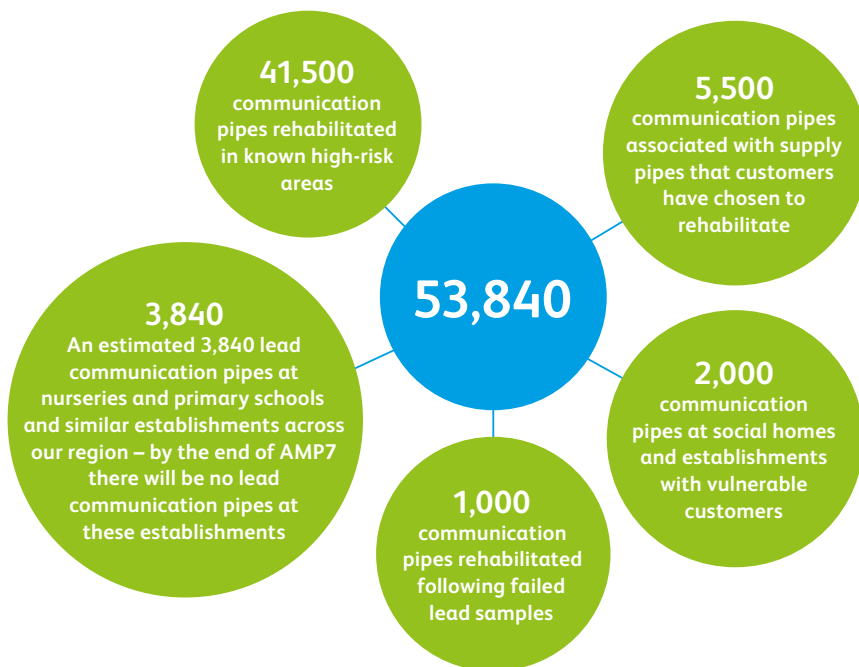 41,500
communication
pipes rehabilitated
in known high-risk
areas
5,500
communication pipes
associated with supply
pipes that customers
have chosen to
rehabilitate
53,840
3,840
An estimated 3,840 lead
communication pipes at
nurseries and primary schools
and similar establishments across
our region – by the end of AMP7
there will be no lead
communication pipes at
these establishments
2,000
communication
pipes at social homes
and establishments
with vulnerable
customers
1,000
communication
pipes rehabilitated
following failed
lead samples